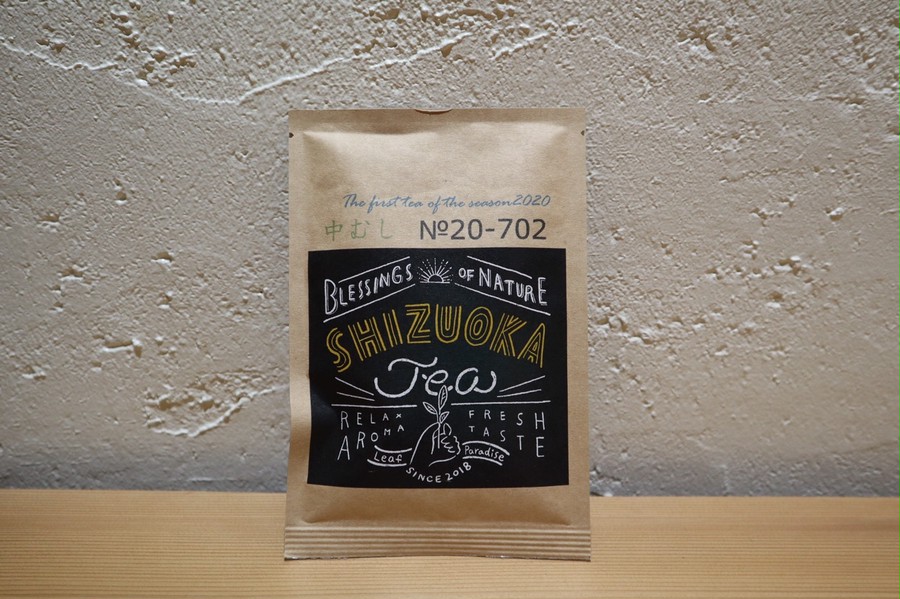 The first tea of the season2020
中むし №20-702
BLESSINGS OF NATURE
SHIZUOKA
Tea
RELAX AROMA
FRESH TASTE
Leaf Paradise
SINCE 2018